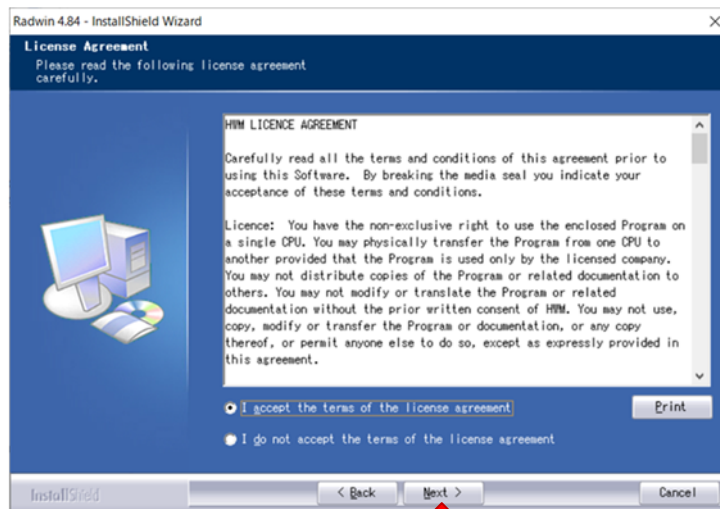 Radwin 4.84 - InstallShield Wizard
License Agreement
Please read the following license agreement
carefully.
HWM LICENCE AGREEMENT
Carefully read all the terms and conditions of this agreement prior to
using this Software.  By breaking the media seal you indicate your
acceptance of these terms and conditions.
Licence:  You have the non-exclusive right to use the enclosed Program on
a single CPU. You may physically transfer the Program from one CPU to
another provided that the Program is used only by the licensed company.
You may not distribute copies of the Program or related documentation to
others. You may not modify or translate the Program or related
documentation without the prior written consent of HWM. You may not use,
copy, modify or transfer the Program or documentation, or any copy
thereof, or permit anyone else to do so, except as expressly provided in
this agreement.
I accept the terms of the license agreement
Print
I do not accept the terms of the license agreement
InstallShield
< Back
Next >
Cancel